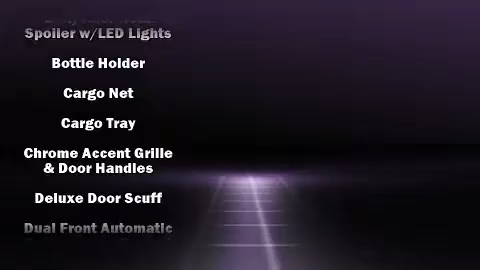 Spoiler w/LED Lights
Bottle Holder
Cargo Net
Cargo Tray
Chrome Accent Grille
& Door Handles
Deluxe Door Scuff
Dual Front Automatic